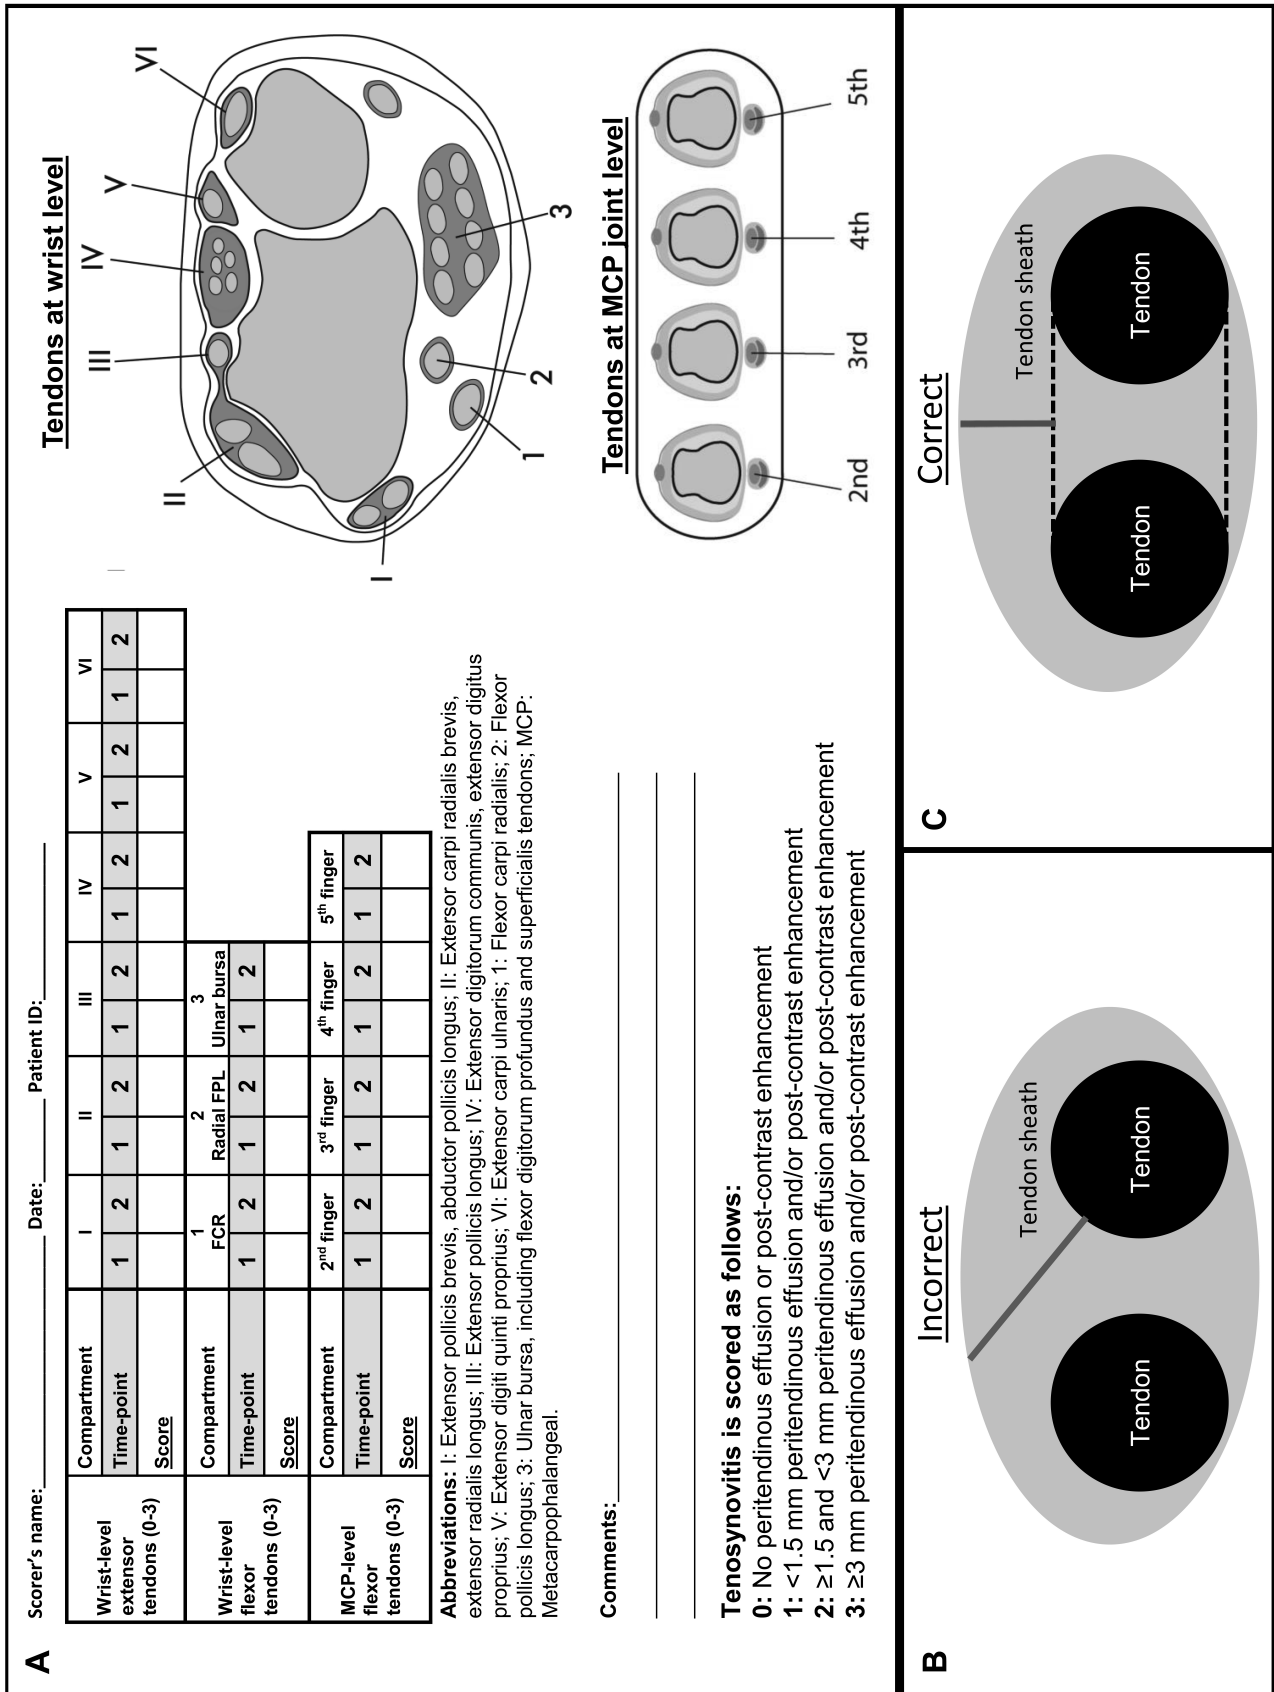 A
Scorer's name:____________________ Date:______ Patient ID:____________
Wrist-level extensor tendons (0-3)
Compartment I II III IV V VI
Time-point 1 2 1 2 1 2 1 2 1 2 1 2
Score
Wrist-level flexor tendons (0-3)
Compartment 1 FCR 2 Radial FPL 3 Ulnar bursa
Time-point 1 2 1 2 1 2
Score
MCP-level flexor tendons (0-3)
Compartment 2nd finger 3rd finger 4th finger 5th finger
Time-point 1 2 1 2 1 2 1 2
Score
Abbreviations: I: Extensor pollicis brevis, abductor pollicis longus; II: Extersor carpi radialis brevis,
extensor radialis longus; III: Extensor pollicis longus; IV: Extensor digitorum communis, extensor digitus
proprius; V: Extensor digiti quinti proprius; VI: Extensor carpi ulnaris; 1: Flexor carpi radialis; 2: Flexor
pollicis longus; 3: Ulnar bursa, including flexor digitorum profundus and superficialis tendons; MCP:
Metacarpophalangeal.
Comments:____________________
Tenosynovitis is scored as follows:
0: No peritendinous effusion or post-contrast enhancement
1: <1.5 mm peritendinous effusion and/or post-contrast enhancement
2: ≥1.5 and <3 mm peritendinous effusion and/or post-contrast enhancement
3: ≥3 mm peritendinous effusion and/or post-contrast enhancement
Tendons at wrist level
I
II
III
IV
V
VI
1
2
3
Tendons at MCP joint level
2nd
3rd
4th
5th
B
Incorrect
Tendon sheath
Tendon
Tendon
C
Correct
Tendon sheath
Tendon
Tendon